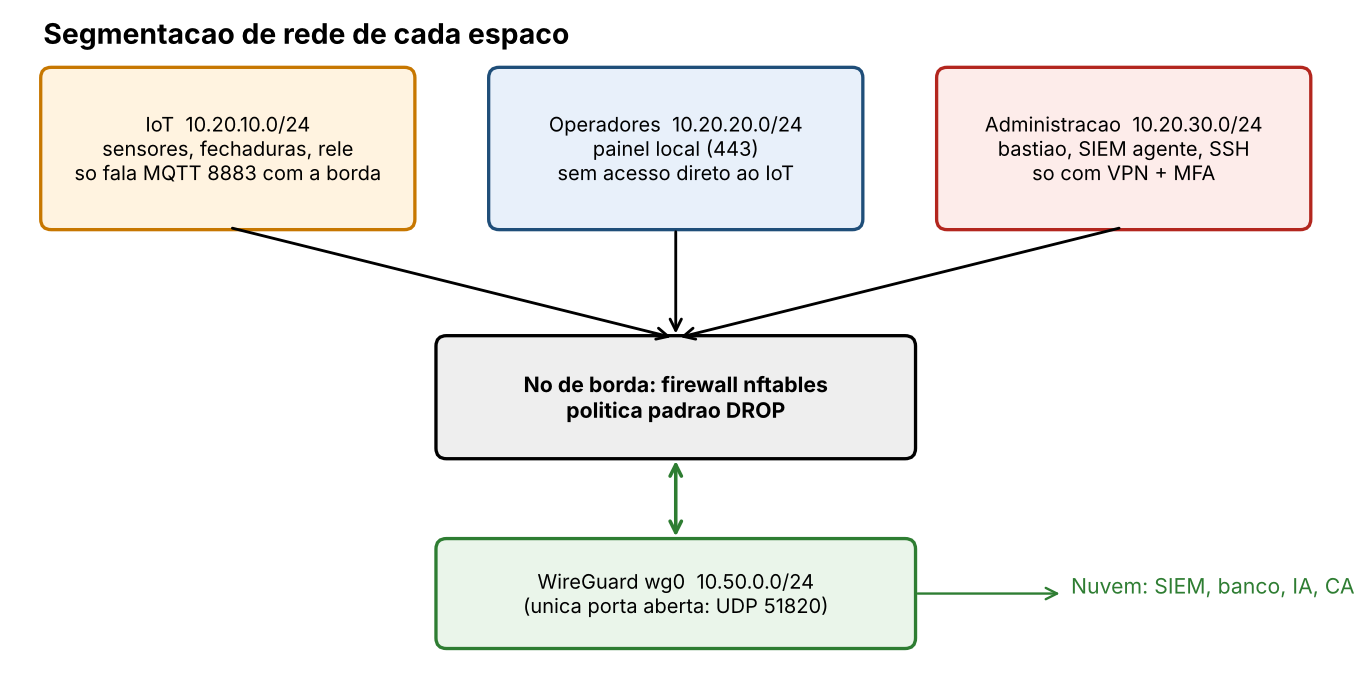 Segmentacao de rede de cada espaco
IoT 10.20.10.0/24
sensores, fechaduras, rele
so fala MQTT 8883 com a borda
Operadores 10.20.20.0/24
painel local (443)
sem acesso direto ao IoT
Administracao 10.20.30.0/24
bastiao, SIEM agente, SSH
so com VPN + MFA
No de borda: firewall nftables
politica padrao DROP
WireGuard wg0 10.50.0.0/24
(unica porta aberta: UDP 51820)
Nuvem: SIEM, banco, IA, CA